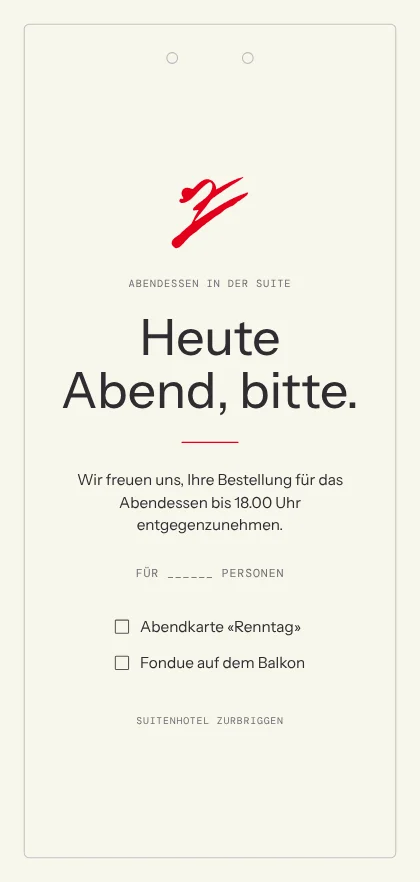 ABENDESSEN IN DER SUITE
Heute
Abend, bitte.
Wir freuen uns, Ihre Bestellung für das
Abendessen bis 18.00 Uhr
entgegenzunehmen.
FÜR ______ PERSONEN
☐ Abendkarte «Renntag»
☐ Fondue auf dem Balkon
SUITENHOTEL ZURBRIGGEN